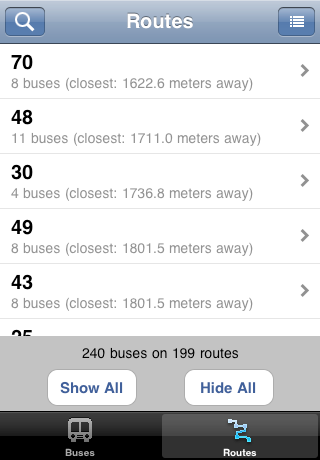 Routes
70
8 buses (closest: 1622.6 meters away)
48
11 buses (closest: 1711.0 meters away)
30
4 buses (closest: 1736.8 meters away)
49
8 buses (closest: 1801.5 meters away)
43
8 buses (closest: 1801.5 meters away)
240 buses on 199 routes
Show All
Hide All
Buses
Routes